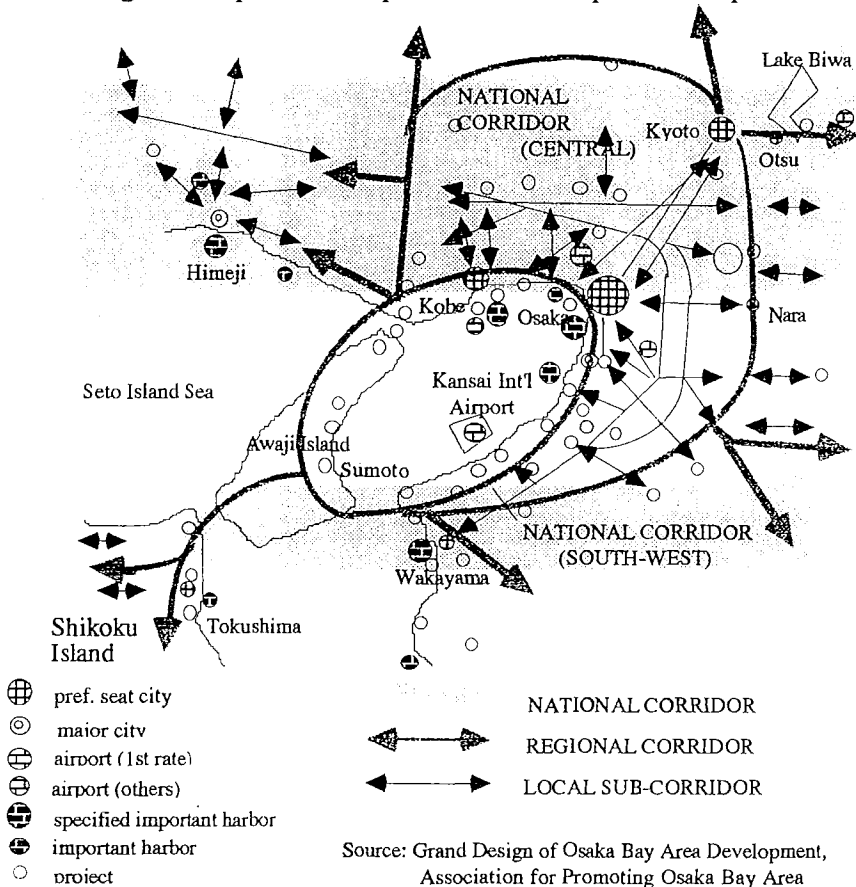 Lake Biwa
NATIONAL
CORRIDOR
(CENTRAL)
Kyoto
Otsu
Himeji
Kobe
Osaka
Nara
Kansai Int'l
Airport
Seto Island Sea
Awaji Island
Sumoto
NATIONAL CORRIDOR
(SOUTH-WEST)
Wakayama
Shikoku
Island
Tokushima
pref. seat city
major city
airport (1st rate)
airport (others)
specified important harbor
important harbor
project
NATIONAL CORRIDOR
REGIONAL CORRIDOR
LOCAL SUB-CORRIDOR
Source: Grand Design of Osaka Bay Area Development,
Association for Promoting Osaka Bay Area